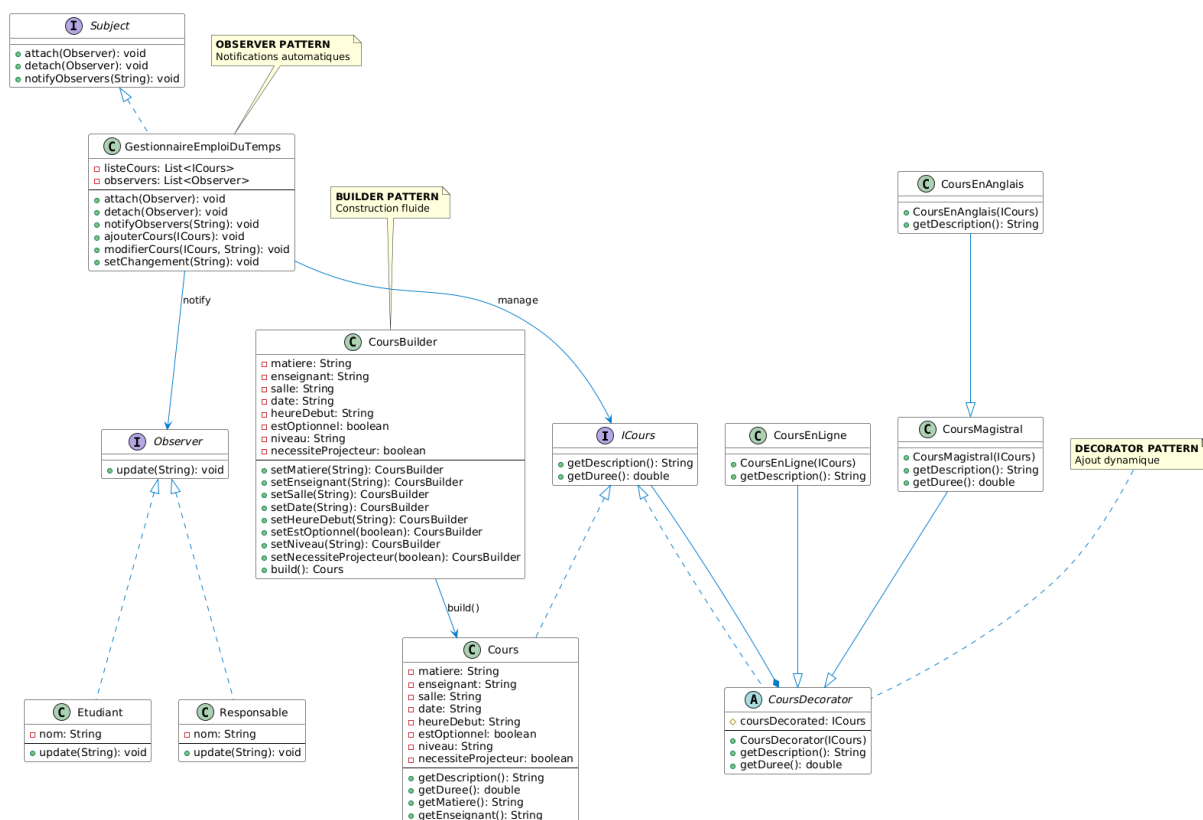 I Subject
attach(Observer): void
detach(Observer): void
notifyObservers(String): void
OBSERVER PATTERN
Notifications automatiques
C GestionnaireEmploiDuTemps
listeCours: List<ICours>
observers: List<Observer>
attach(Observer): void
detach(Observer): void
notifyObservers(String): void
ajouterCours(ICours): void
modifierCours(ICours, String): void
setChangement(String): void
notify
manage
BUILDER PATTERN
Construction fluide
C CoursEnAnglais
CoursEnAnglais(ICours)
getDescription(): String
C CoursBuilder
matiere: String
enseignant: String
salle: String
date: String
heureDebut: String
estOptionnel: boolean
niveau: String
necessiteProjecteur: boolean
setMatiere(String): CoursBuilder
setEnseignant(String): CoursBuilder
setSalle(String): CoursBuilder
setDate(String): CoursBuilder
setHeureDebut(String): CoursBuilder
setEstOptionnel(boolean): CoursBuilder
setNiveau(String): CoursBuilder
setNecessiteProjecteur(boolean): CoursBuilder
build(): Cours
I Observer
update(String): void
I ICours
getDescription(): String
getDuree(): double
C CoursEnLigne
CoursEnLigne(ICours)
getDescription(): String
C CoursMagistral
CoursMagistral(ICours)
getDescription(): String
getDuree(): double
DECORATOR PATTERN
Ajout dynamique
build()
C Etudiant
nom: String
update(String): void
C Responsable
nom: String
update(String): void
C Cours
matiere: String
enseignant: String
salle: String
date: String
heureDebut: String
estOptionnel: boolean
niveau: String
necessiteProjecteur: boolean
getDescription(): String
getDuree(): double
getMatiere(): String
getEnseignant(): String
A CoursDecorator
coursDecorated: ICours
CoursDecorator(ICours)
getDescription(): String
getDuree(): double